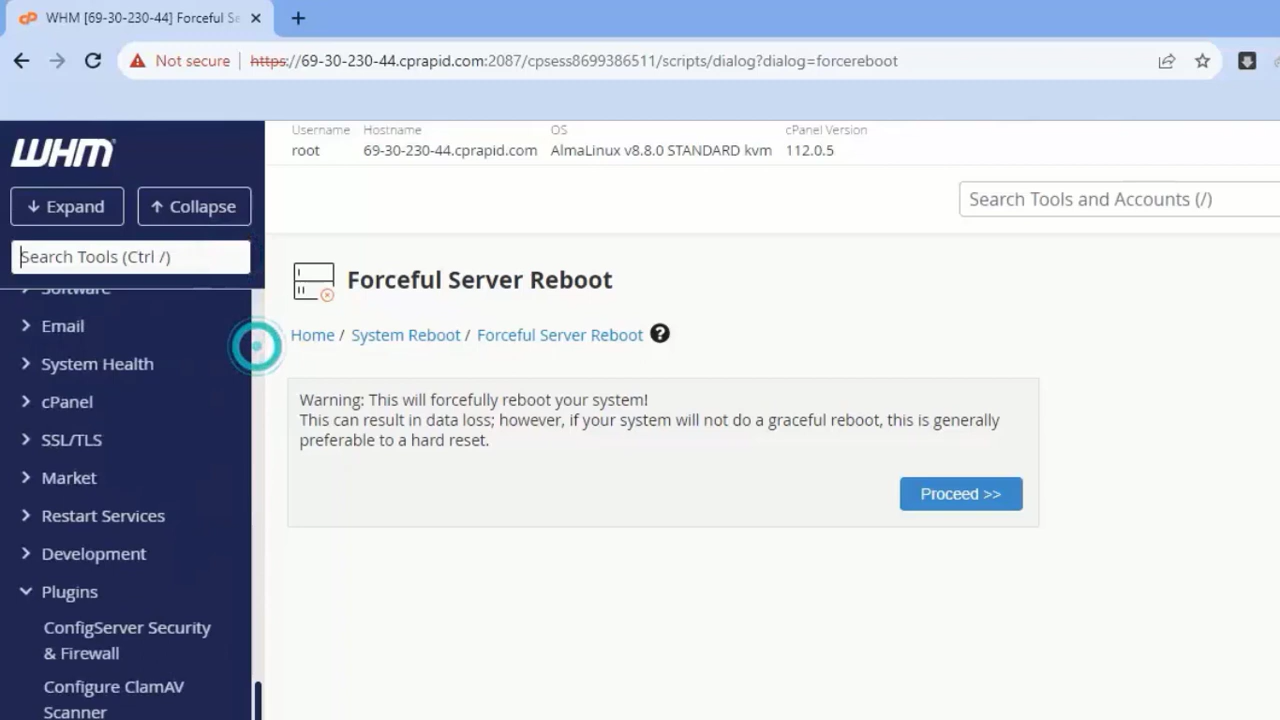 WHM [69-30-230-44] Forceful Se
Not secure
https://69-30-230-44.cprapid.com:2087/cpsess8699386511/scripts/dialog?dialog=forcereboot
WHM
Username Hostname OS cPanel Version
root 69-30-230-44.cprapid.com AlmaLinux v8.8.0 STANDARD kvm 112.0.5
Expand
Collapse
Search Tools and Accounts (/)
Search Tools (Ctrl /)
Software
Email
System Health
cPanel
SSL/TLS
Market
Restart Services
Development
Plugins
ConfigServer Security
& Firewall
Configure ClamAV
Scanner
Forceful Server Reboot
Home / System Reboot / Forceful Server Reboot ?
Warning: This will forcefully reboot your system!
This can result in data loss; however, if your system will not do a graceful reboot, this is generally
preferable to a hard reset.
Proceed >>